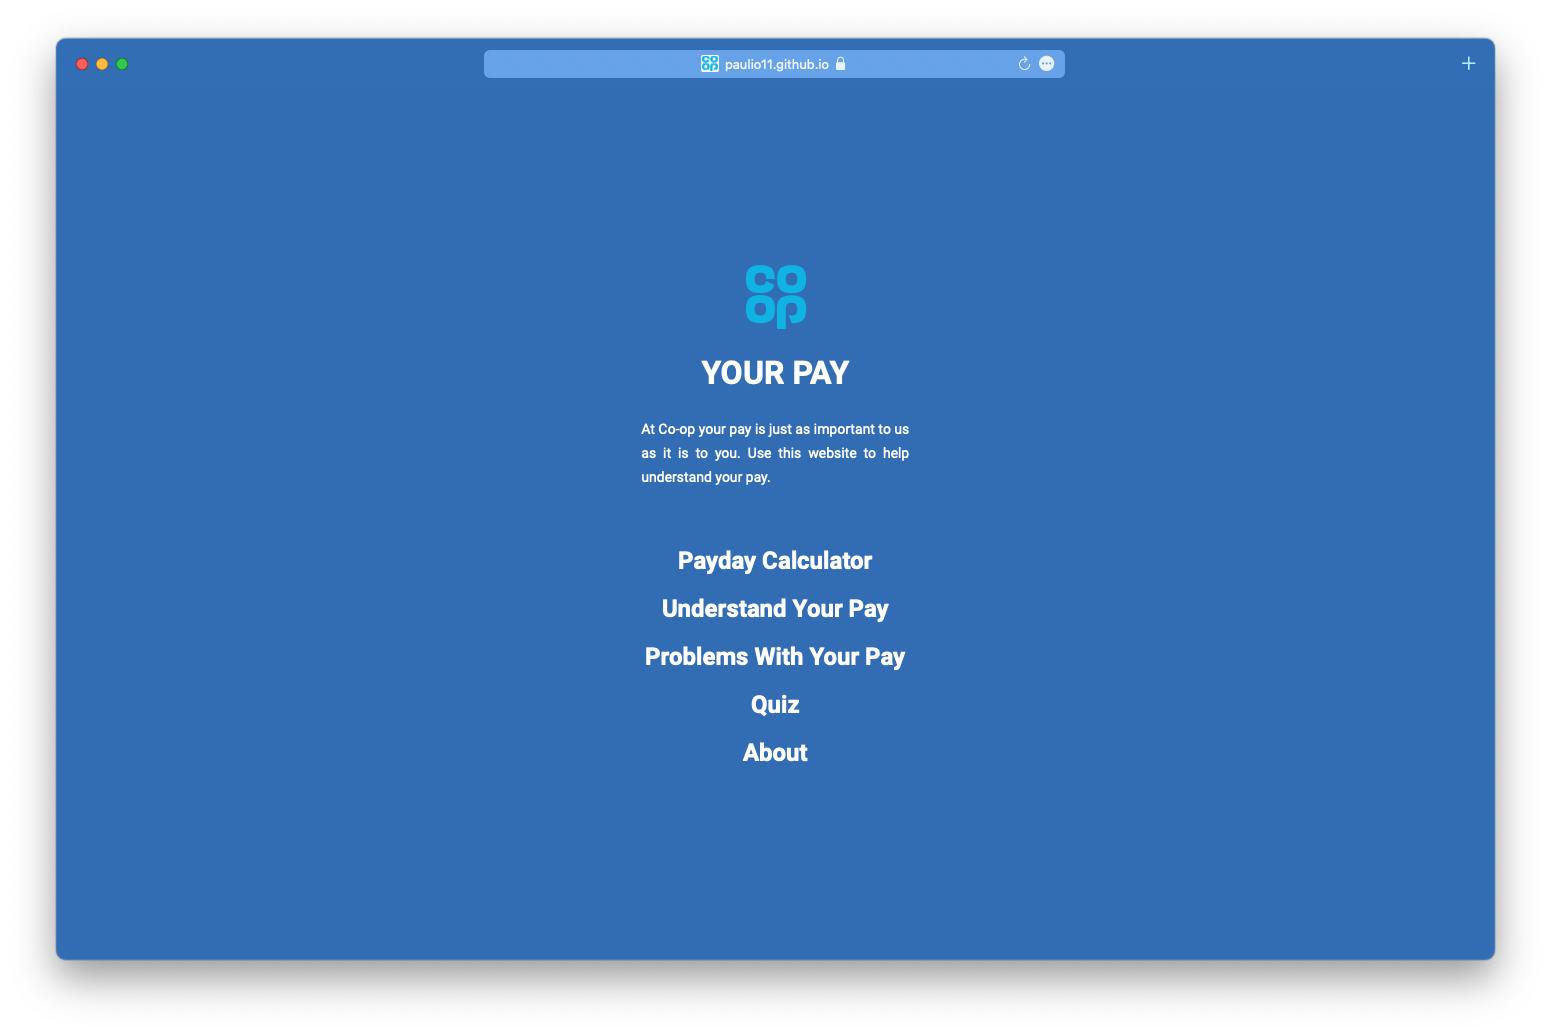 paulio11.github.io
co
op
YOUR PAY
At Co-op your pay is just as important to us
as it is to you. Use this website to help
understand your pay.
Payday Calculator
Understand Your Pay
Problems With Your Pay
Quiz
About